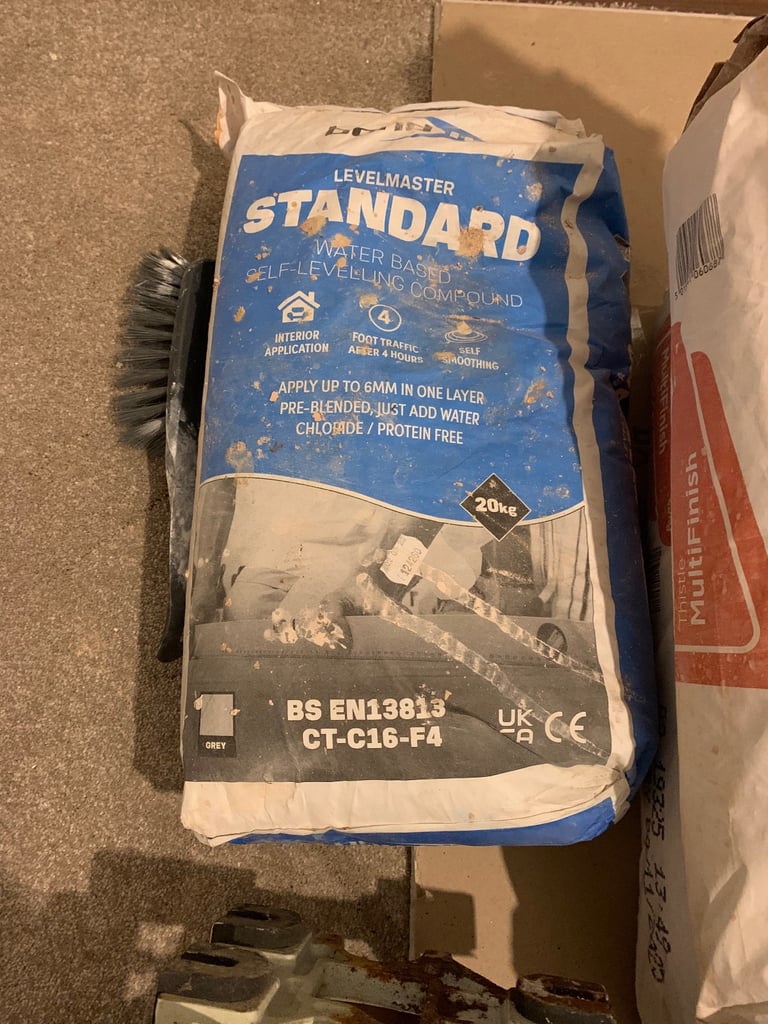 LEVELMASTER
STANDARD
WATER BASED
SELF-LEVELLING COMPOUND
INTERIOR
APPLICATION
4
FOOT TRAFFIC
AFTER 4 HOURS
SELF
SMOOTHING
APPLY UP TO 6MM IN ONE LAYER
PRE-BLENDED, JUST ADD WATER
CHLORIDE / PROTEIN FREE
20kg
GREY
BS EN13813
CT-C16-F4
UK
CA
CE
Thistle
MultiFinish
MultiFinish